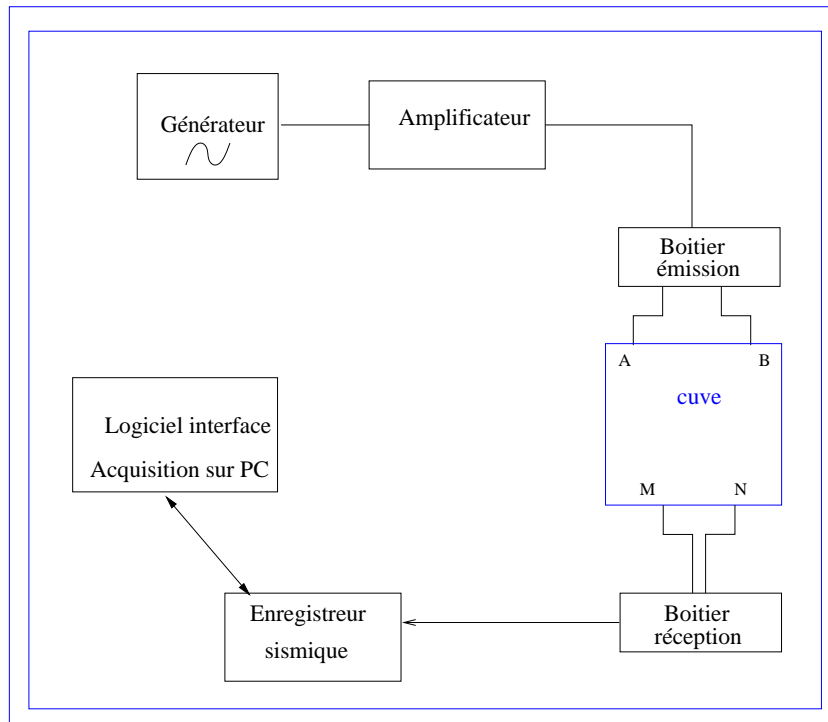 Générateur
Amplificateur
Boitier
émission
A
B
cuve
M
N
Logiciel interface
Acquisition sur PC
Enregistreur
sismique
Boitier
réception